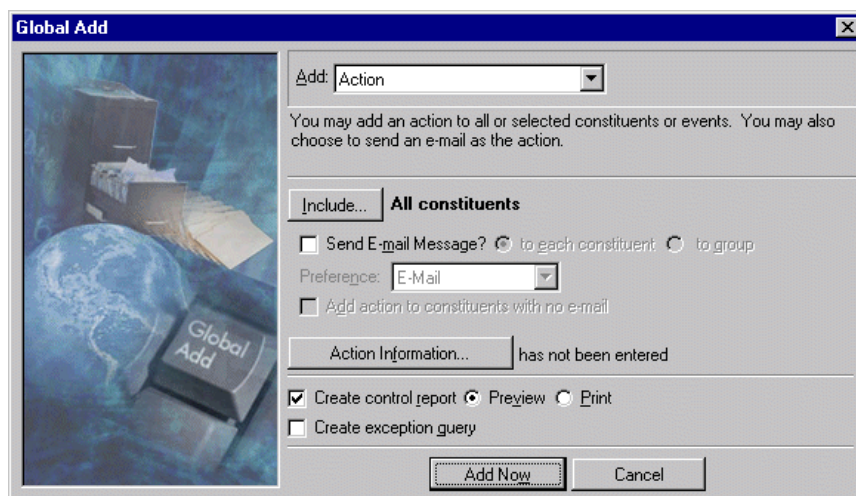 Global Add
Add: Action
You may add an action to all or selected constituents or events. You may also
choose to send an e-mail as the action.
Include... All constituents
Send E-mail Message? to each constituent to group
Preference: E-Mail
Add action to constituents with no e-mail
Action Information... has not been entered
Global
Add
Create control report Preview Print
Create exception query
Add Now Cancel